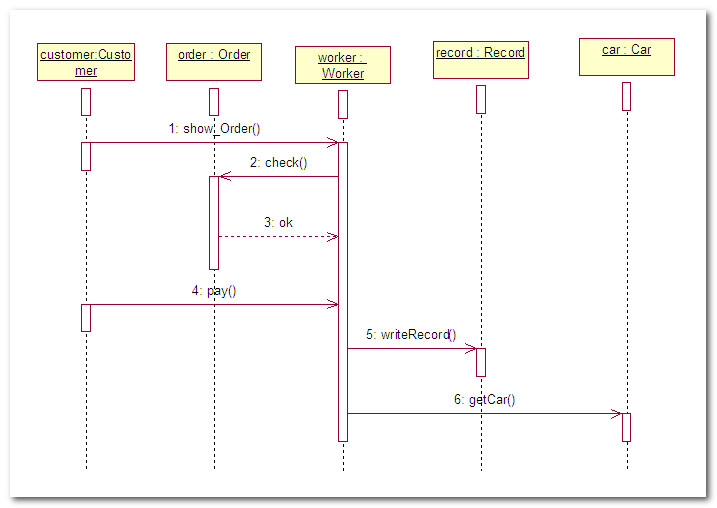 customer:Custo
mer
order : Order
worker :
Worker
record : Record
car : Car
1: show_Order()
2: check()
3: ok
4: pay()
5: writeRecord()
6: getCar()